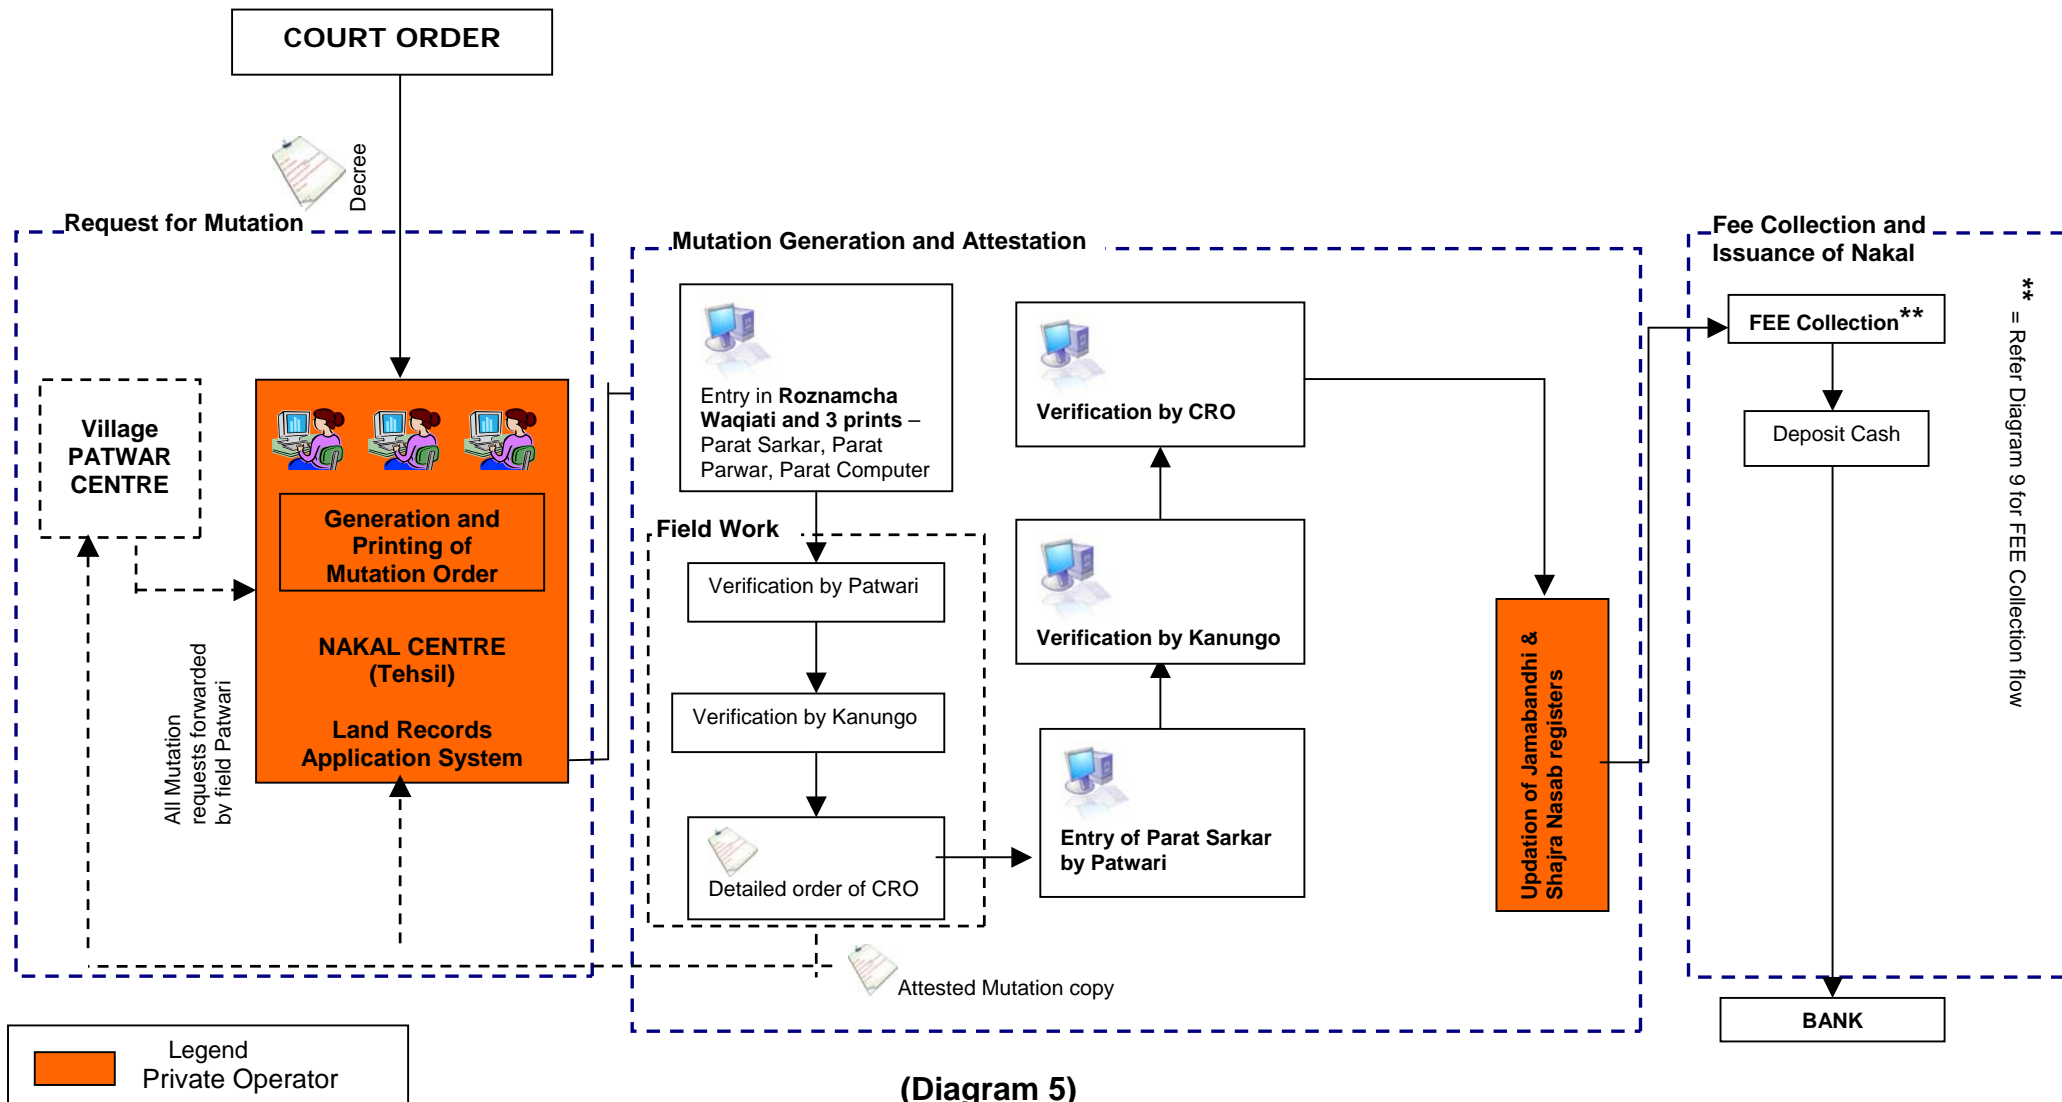 COURT ORDER
Decree
Request for Mutation
Village
PATWAR
CENTRE
All Mutation
requests forwarded
by field Patwari
Generation and
Printing of
Mutation Order
NAKAL CENTRE
(Tehsil)
Land Records
Application System
Mutation Generation and Attestation
Entry in Roznamcha
Waqiati and 3 prints –
Parat Sarkar, Parat
Parwar, Parat Computer
Field Work
Verification by Patwari
Verification by Kanungo
Detailed order of CRO
Attested Mutation copy
Verification by CRO
Verification by Kanungo
Entry of Parat Sarkar
by Patwari
Updation of Jamabandhi &
Shajra Nasab registers
Fee Collection and
Issuance of Nakal
FEE Collection**
Deposit Cash
BANK
** = Refer Diagram 9 for FEE Collection flow
Legend
Private Operator
(Diagram 5)